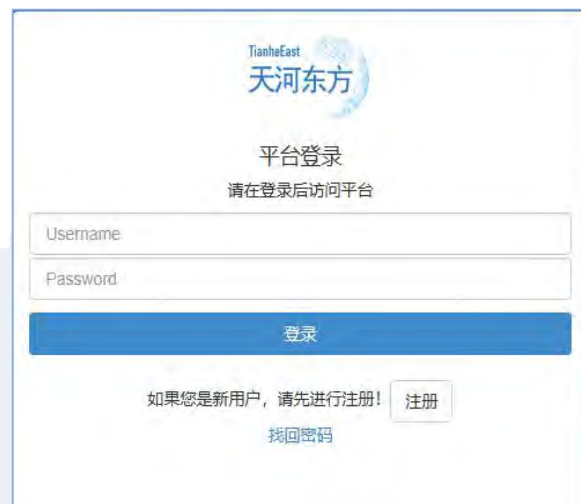 TianheEast
天河东方
平台登录
请在登录后访问平台
Username
Password
登录
如果您是新用户，请先进行注册! 注册
找回密码